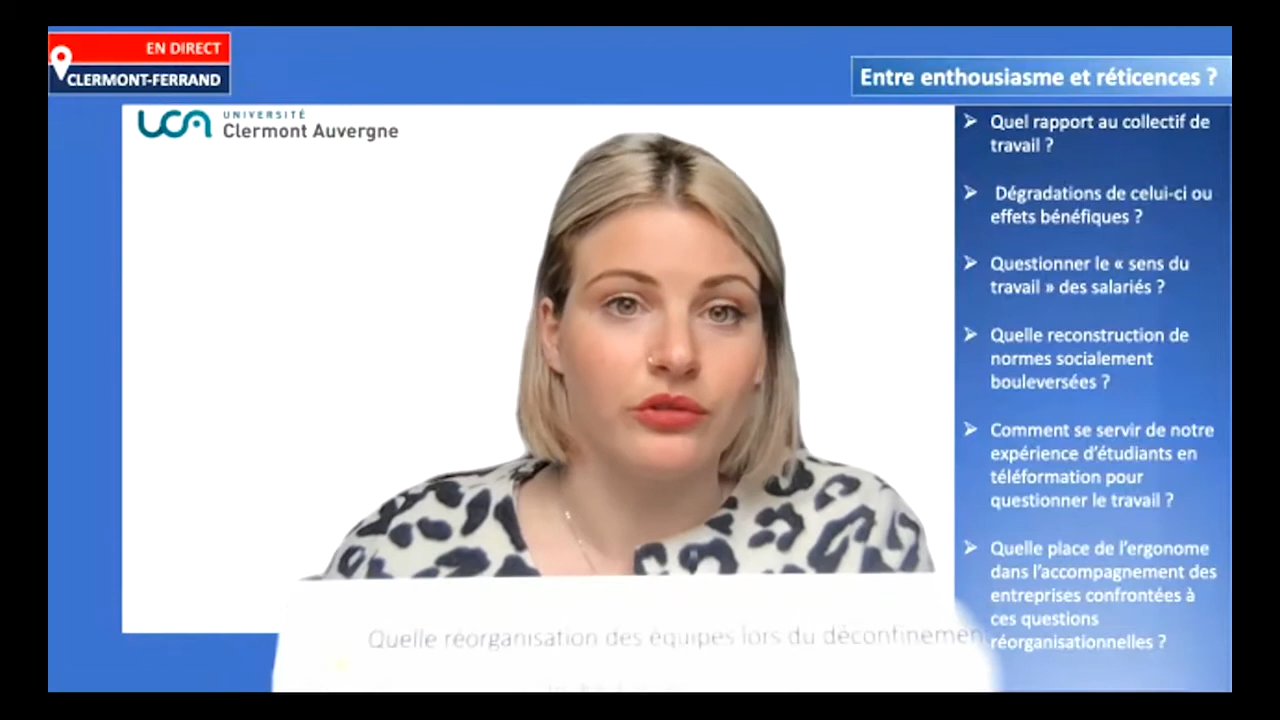 EN DIRECT
CLERMONT-FERRAND
Entre enthousiasme et réticences ?
uca UNIVERSITÉ
Clermont Auvergne
➤ Quel rapport au collectif de
travail ?
➤ Dégradations de celui-ci ou
effets bénéfiques ?
➤ Questionner le « sens du
travail » des salariés ?
➤ Quelle reconstruction de
normes socialement
bouleversées ?
➤ Comment se servir de notre
expérience d’étudiants en
téléformation pour
questionner le travail ?
➤ Quelle place de l’ergonome
dans l’accompagnement des
entreprises confrontées à
ces questions
réorganisationnelles ?
Quelle réorganisation des équipes lors du déconfinemen